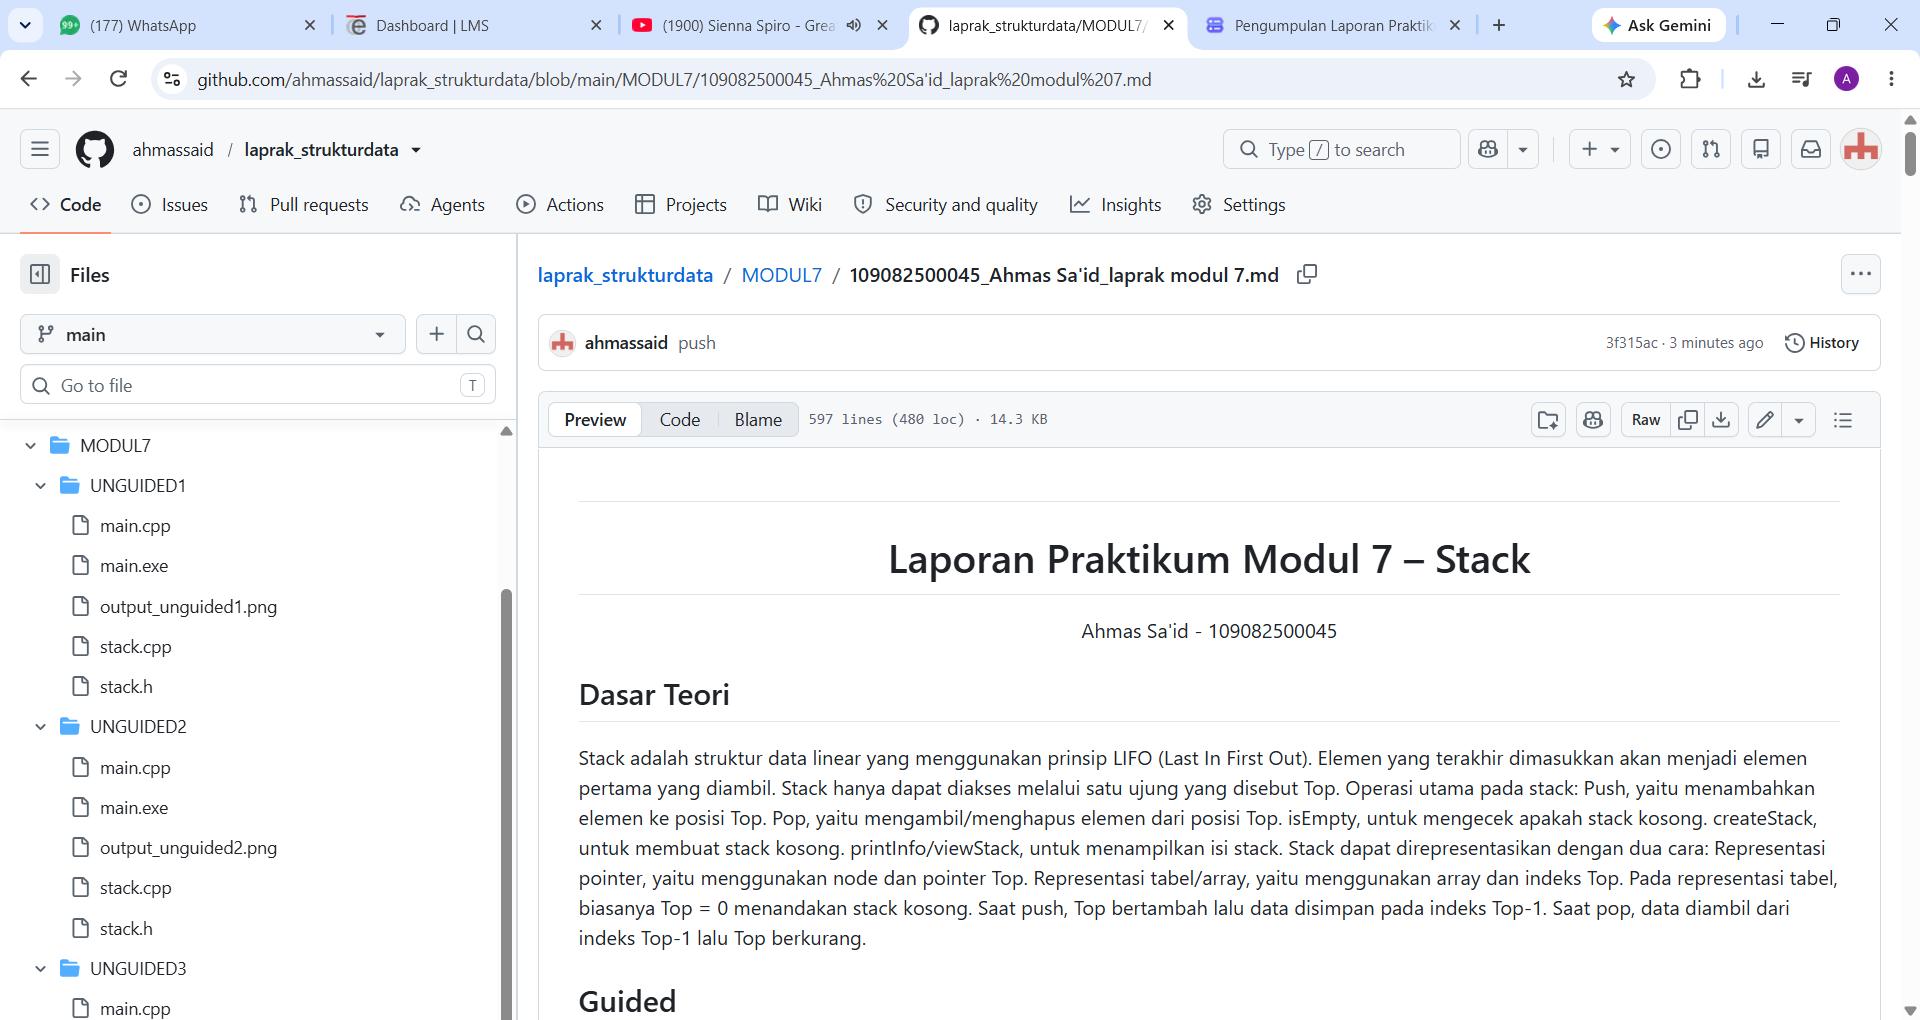 99+ (177) WhatsApp
Dashboard | LMS
(1900) Sienna Spiro - Grea
laprak_strukturdata/MODUL7/
Pengumpulan Laporan Praktik
Ask Gemini
github.com/ahmassaid/laprak_strukturdata/blob/main/MODUL7/109082500045_Ahmas%20Sa'id_laprak%20modul%207.md
A
ahmassaid / laprak_strukturdata
Type / to search
Code
Issues
Pull requests
Agents
Actions
Projects
Wiki
Security and quality
Insights
Settings
Files
main
Go to file
T
MODUL7
UNGUIDED1
main.cpp
main.exe
output_unguided1.png
stack.cpp
stack.h
UNGUIDED2
main.cpp
main.exe
output_unguided2.png
stack.cpp
stack.h
UNGUIDED3
main.cpp
laprak_strukturdata / MODUL7 / 109082500045_Ahmas Sa'id_laprak modul 7.md
ahmassaid push
3f315ac · 3 minutes ago
History
Preview
Code
Blame
597 lines (480 loc) · 14.3 KB
Raw
Laporan Praktikum Modul 7 – Stack
Ahmas Sa'id - 109082500045
Dasar Teori
Stack adalah struktur data linear yang menggunakan prinsip LIFO (Last In First Out). Elemen yang terakhir dimasukkan akan menjadi elemen
pertama yang diambil. Stack hanya dapat diakses melalui satu ujung yang disebut Top. Operasi utama pada stack: Push, yaitu menambahkan
elemen ke posisi Top. Pop, yaitu mengambil/menghapus elemen dari posisi Top. isEmpty, untuk mengecek apakah stack kosong. createStack,
untuk membuat stack kosong. printInfo/viewStack, untuk menampilkan isi stack. Stack dapat direpresentasikan dengan dua cara: Representasi
pointer, yaitu menggunakan node dan pointer Top. Representasi tabel/array, yaitu menggunakan array dan indeks Top. Pada representasi tabel,
biasanya Top = 0 menandakan stack kosong. Saat push, Top bertambah lalu data disimpan pada indeks Top-1. Saat pop, data diambil dari
indeks Top-1 lalu Top berkurang.
Guided